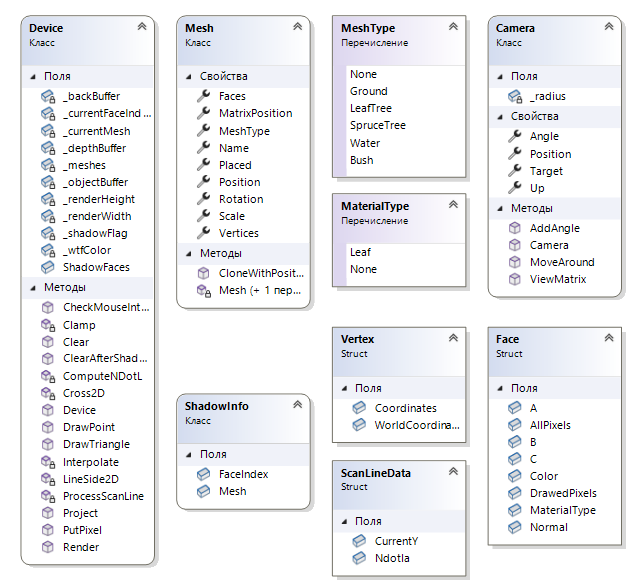 Device
Класс
Поля
_backBuffer
_currentFaceInd...
_currentMesh
_depthBuffer
_meshes
_objectBuffer
_renderHeight
_renderWidth
_shadowFlag
_wtfColor
ShadowFaces
Методы
CheckMouseInt...
Clamp
Clear
ClearAfterShad...
ComputeNDotL
Cross2D
Device
DrawPoint
DrawTriangle
Interpolate
LineSide2D
ProcessScanLine
Project
PutPixel
Render
Mesh
Класс
Свойства
Faces
MatrixPosition
MeshType
Name
Placed
Position
Rotation
Scale
Vertices
Методы
CloneWithPosit...
Mesh (+ 1 пер...
ShadowInfo
Класс
Поля
FaceIndex
Mesh
MeshType
Перечисление
None
Ground
LeafTree
SpruceTree
Water
Bush
MaterialType
Перечисление
Leaf
None
Vertex
Struct
Поля
Coordinates
WorldCoordina...
ScanLineData
Struct
Поля
CurrentY
Ndotla
Camera
Класс
Поля
_radius
Свойства
Angle
Position
Target
Up
Методы
AddAngle
Camera
MoveAround
ViewMatrix
Face
Struct
Поля
A
AllPixels
B
C
Color
DrawedPixels
MaterialType
Normal